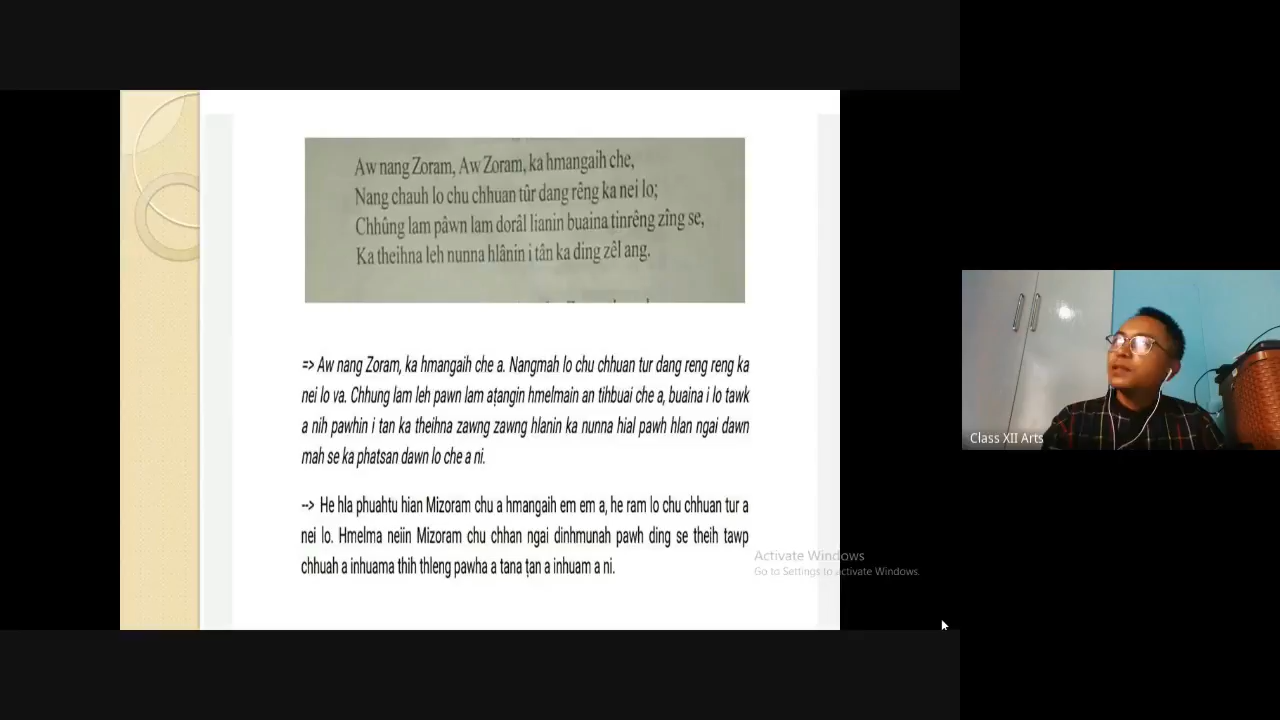 Aw nang Zoram, Aw Zoram, ka hmangaih che,
Nang chauh lo chu chhuan tûr dang rêng ka nei lo;
Chhûng lam pâwn lam dorâl lianin buaina tinrêng zîng se,
Ka theihna leh nunna hlânin i tân ka ding zêl ang.
=> Aw nang Zoram, ka hmangaih che a. Nangmah lo chu chhuan tur dang reng reng ka
nei lo va. Chhung lam leh pawn lam aṭangin hmelmain an tihbuai che a, buaina i lo tawk
a nih pawhin i tan ka theihna zawng zawng hlanin ka nunna hial pawh hlan ngai dawn
mah se ka phatsan dawn lo che a ni.
--> He hla phuahtu hian Mizoram chu a hmangaih em em a, he ram lo chu chhuan tur a
nei lo. Hmelma neiin Mizoram chu chhan ngai dinhmunah pawh ding se theih tawp
chhuah a inhuama thih thleng pawha a tana ṭan a inhuam a ni.
Activate Windows
Go to Settings to activate Windows.
Class XII Arts